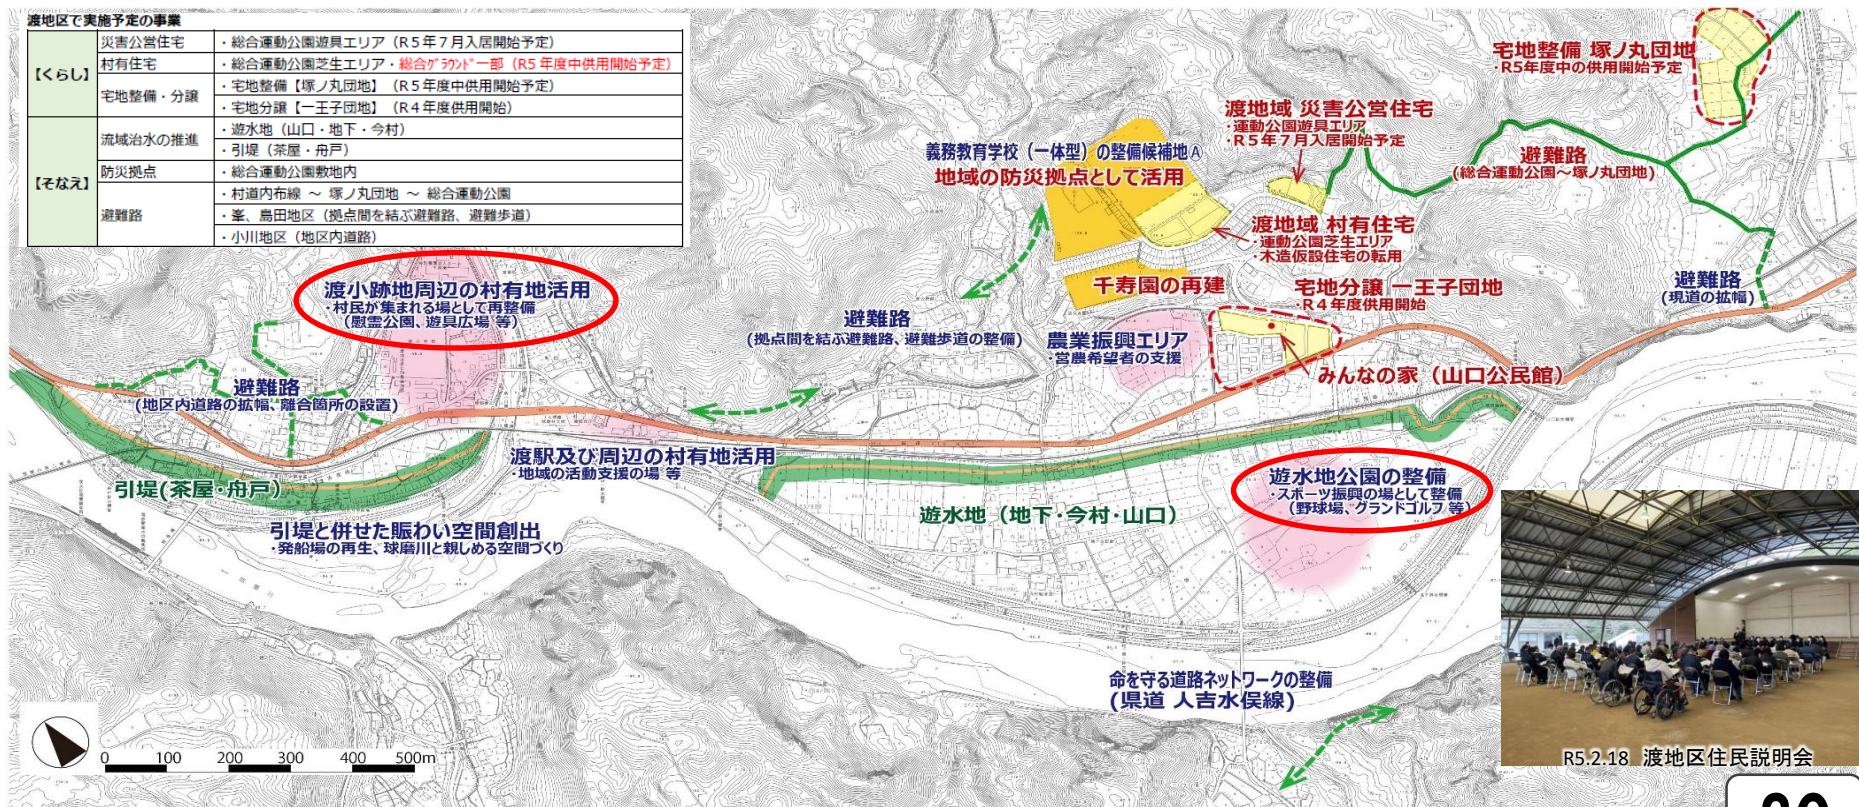 渡地区で実施予定の事業
【くらし】
災害公営住宅
・総合運動公園遊具エリア（R５年７月入居開始予定）
村有住宅
・総合運動公園芝生エリア・総合グラウンド一部（R５年度中供用開始予定）
宅地整備・分譲
・宅地整備【塚ノ丸団地】（R５年度中供用開始予定）
・宅地分譲【一王子団地】（R４年度供用開始）
【そなえ】
流域治水の推進
・遊水地（山口・地下・今村）
・引堤（茶屋・舟戸）
防災拠点
・総合運動公園敷地内
避難路
・村道内布線 ～ 塚ノ丸団地 ～ 総合運動公園
・峯、島田地区（拠点間を結ぶ避難路、避難歩道）
・小川地区（地区内道路）
宅地整備 塚ノ丸団地
・R5年度中の供用開始予定
渡地域 災害公営住宅
・運動公園遊具エリア
・R５年７月入居開始予定
義務教育学校（一体型）の整備候補地A
地域の防災拠点として活用
避難路
(総合運動公園～塚ノ丸団地)
渡地域 村有住宅
・運動公園芝生エリア
・木造仮設住宅の転用
千寿園の再建
宅地分譲 一王子団地
・R４年度供用開始
避難路
(現道の拡幅)
渡小跡地周辺の村有地活用
・村民が集まれる場として再整備
（慰霊公園、遊具広場 等）
避難路
(拠点間を結ぶ避難路、避難歩道の整備)
農業振興エリア
・営農希望者の支援
みんなの家（山口公民館）
避難路
(地区内道路の拡幅、離合箇所の設置)
渡駅及び周辺の村有地活用
・地域の活動支援の場 等
遊水地公園の整備
・スポーツ振興の場として整備
（野球場、グランドゴルフ 等）
引堤(茶屋・舟戸)
遊水地（地下・今村・山口）
引堤と併せた賑わい空間創出
・発船場の再生、球磨川と親しめる空間づくり
命を守る道路ネットワークの整備
(県道 人吉水俣線)
0 100 200 300 400 500m
R5.2.18 渡地区住民説明会